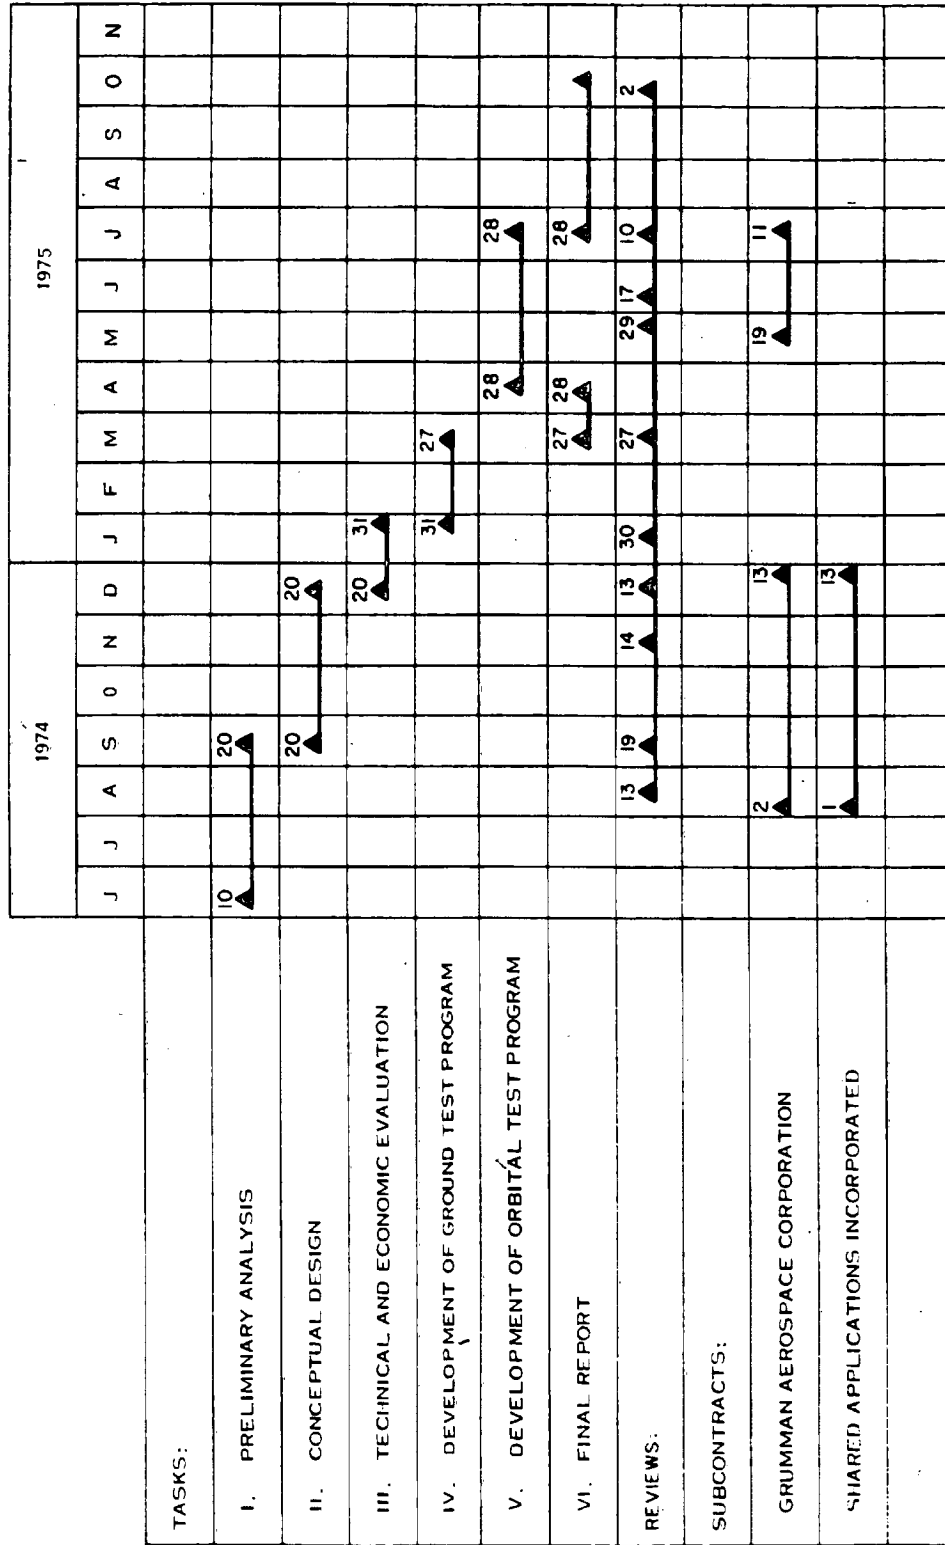 1974 1975
J J A S O N D J F M A M J J A S O N
TASKS:
I. PRELIMINARY ANALYSIS 10 20
II. CONCEPTUAL DESIGN 20 20
III. TECHNICAL AND ECONOMIC EVALUATION 20 31
IV. DEVELOPMENT OF GROUND TEST PROGRAM 31 27
V. DEVELOPMENT OF ORBITAL TEST PROGRAM 28 28
VI. FINAL REPORT 27 28 28
REVIEWS: 13 19 14 13 30 27 29 17 10 2
SUBCONTRACTS:
GRUMMAN AEROSPACE CORPORATION 2 13 19 11
SHARED APPLICATIONS INCORPORATED 1 13